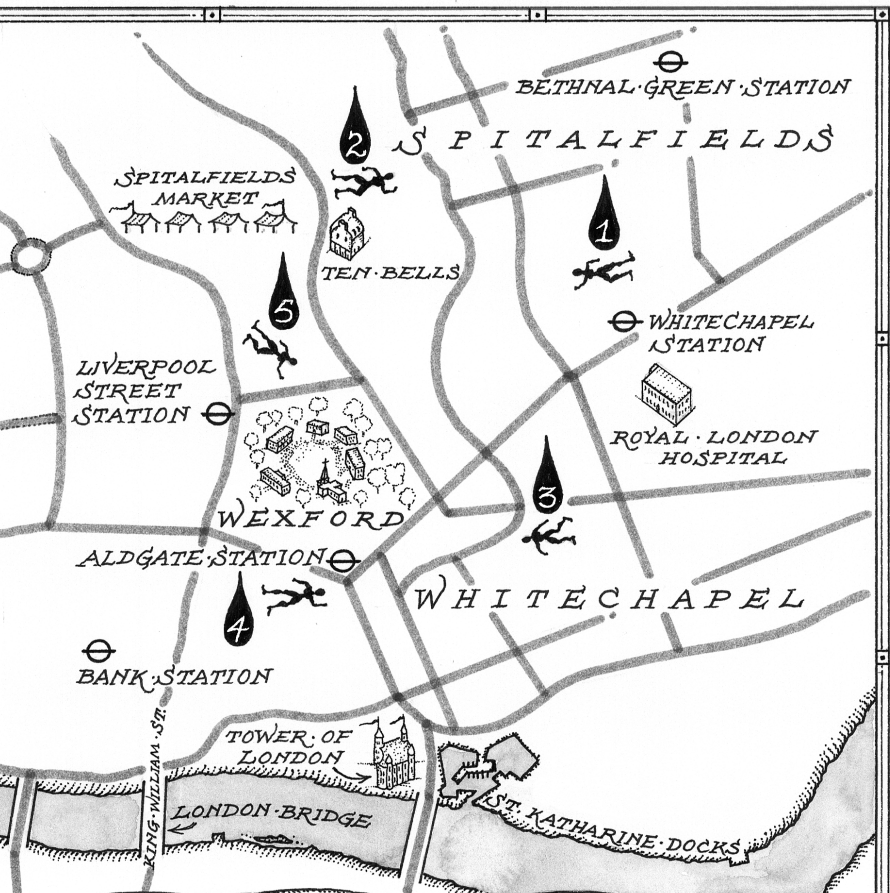 BETHNAL·GREEN·STATION
2
SPITALFIELDS
SPITALFIELDS
MARKET
1
TEN·BELLS
5
WHITECHAPEL
STATION
LIVERPOOL
STREET
STATION
ROYAL·LONDON
HOSPITAL
3
WEXFORD
ALDGATE·STATION
WHITECHAPEL
4
BANK·STATION
KING·WILLIAM·ST.
TOWER·OF
LONDON
LONDON·BRIDGE
ST. KATHARINE·DOCKS